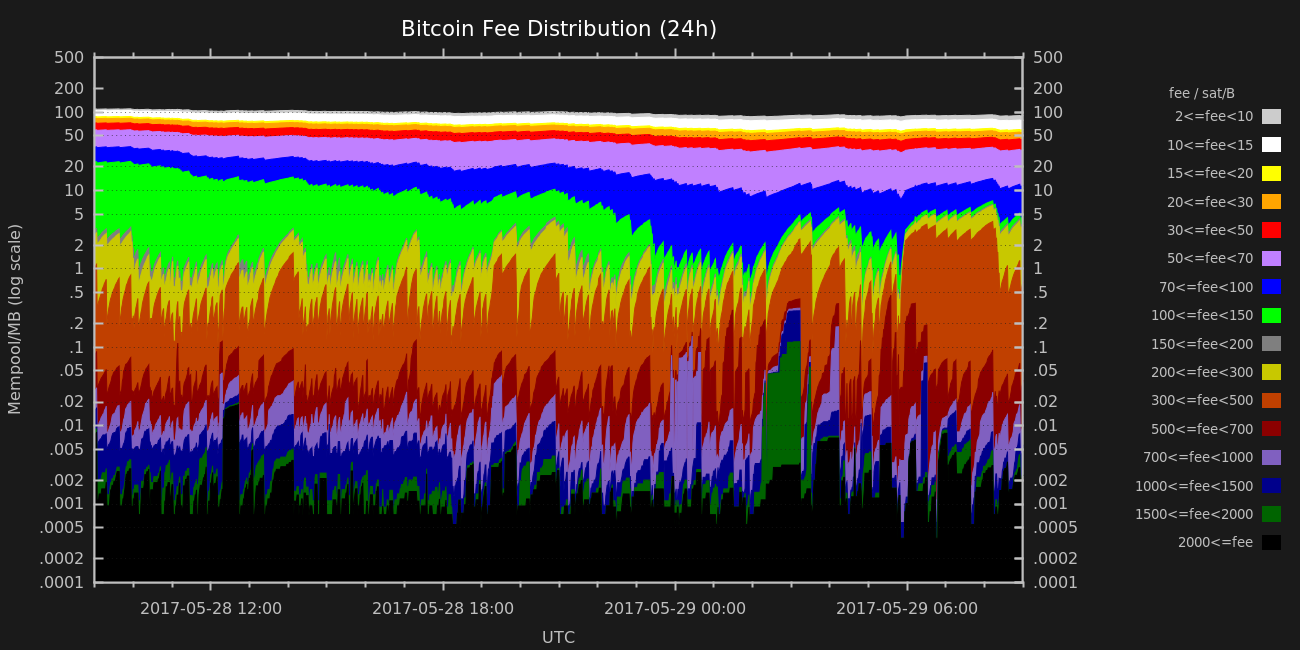 Bitcoin Fee Distribution (24h)
500
200
100
50
20
10
5
2
1
.5
.2
.1
.05
.02
.01
.005
.002
.001
.0005
.0002
.0001
Mempool/MB (log scale)
500
200
100
50
20
10
5
2
1
.5
.2
.1
.05
.02
.01
.005
.002
.001
.0005
.0002
.0001
2017-05-28 12:00
2017-05-28 18:00
2017-05-29 00:00
2017-05-29 06:00
UTC
fee / sat/B
2<=fee<10
10<=fee<15
15<=fee<20
20<=fee<30
30<=fee<50
50<=fee<70
70<=fee<100
100<=fee<150
150<=fee<200
200<=fee<300
300<=fee<500
500<=fee<700
700<=fee<1000
1000<=fee<1500
1500<=fee<2000
2000<=fee